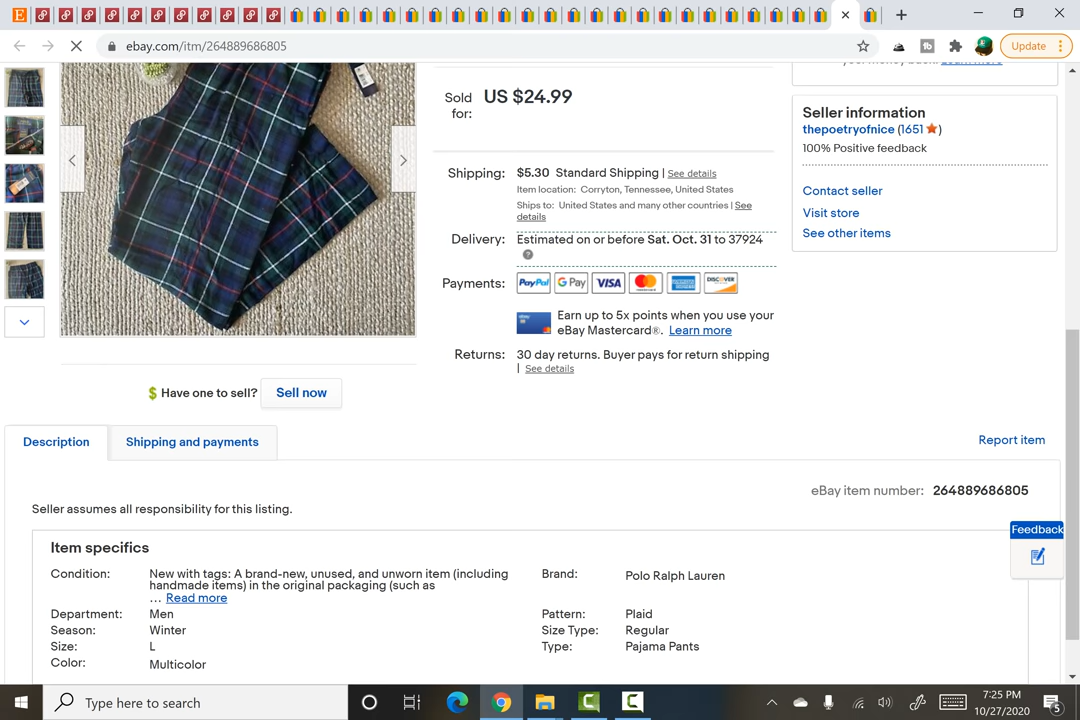 ebay.com/itm/264889686805
Update
Learn more
Sold for:
US $24.99
Shipping:
$5.30 Standard Shipping | See details
Item location: Corryton, Tennessee, United States
Ships to: United States and many other countries | See details
Delivery:
Estimated on or before Sat. Oct. 31 to 37924
Payments:
PayPal G Pay VISA DISCOVER
Earn up to 5x points when you use your
eBay Mastercard®. Learn more
Returns:
30 day returns. Buyer pays for return shipping
| See details
Seller information
thepoetryofnice (1651)
100% Positive feedback
Contact seller
Visit store
See other items
Have one to sell? Sell now
Description
Shipping and payments
Report item
eBay item number: 264889686805
Seller assumes all responsibility for this listing.
Feedback
Item specifics
Condition:
New with tags: A brand-new, unused, and unworn item (including
handmade items) in the original packaging (such as
... Read more
Brand: Polo Ralph Lauren
Department: Men
Pattern: Plaid
Season: Winter
Size Type: Regular
Size: L
Type: Pajama Pants
Color: Multicolor
Type here to search
7:25 PM
10/27/2020
5